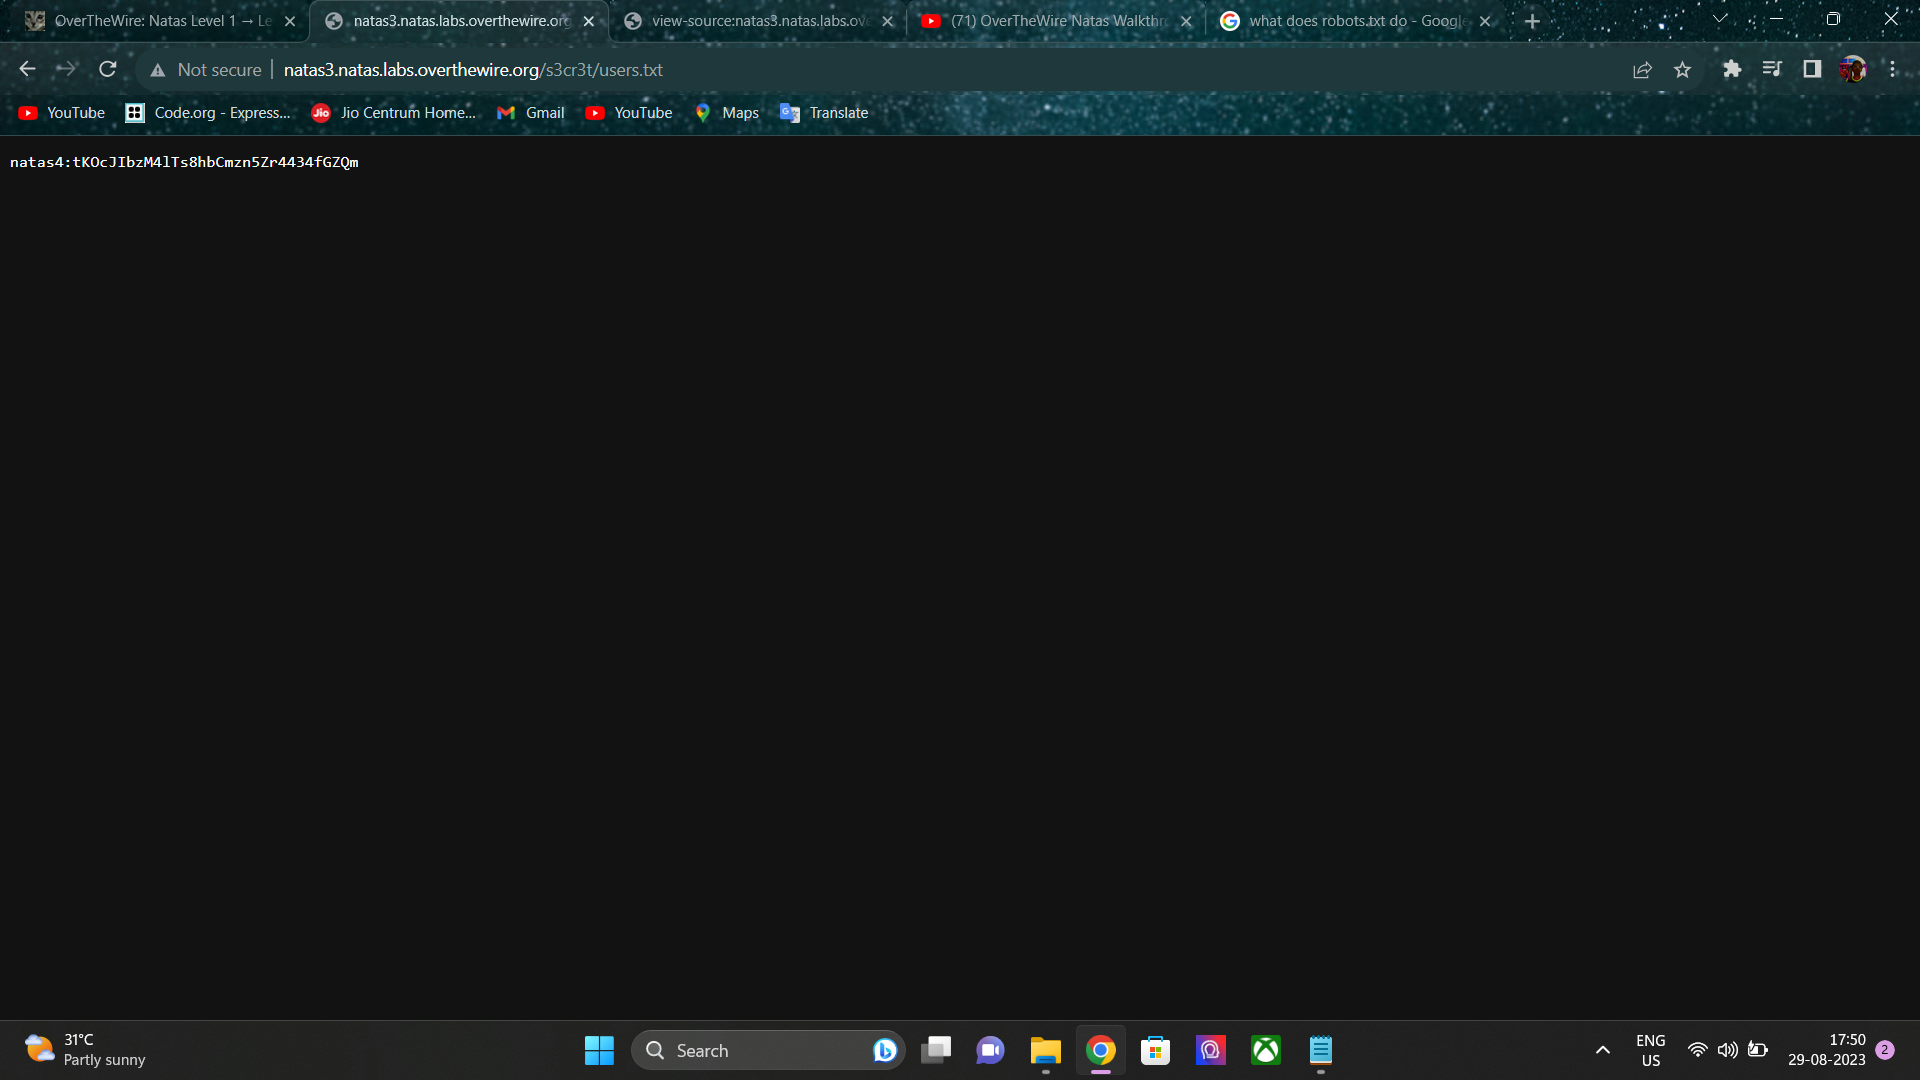 OverTheWire: Natas Level 1 → Le
natas3.natas.labs.overthewire.org
view-source:natas3.natas.labs.ov
(71) OverTheWire Natas Walkthr
what does robots.txt do - Google
Not secure
natas3.natas.labs.overthewire.org/s3cr3t/users.txt
YouTube
Code.org - Express...
Jio
Jio Centrum Home...
Gmail
YouTube
Maps
Translate
natas4:tKOcJIbzM4lTs8hbCmzn5Zr4434fGZQm
31°C
Partly sunny
Search
ENG
US
17:50
29-08-2023
2